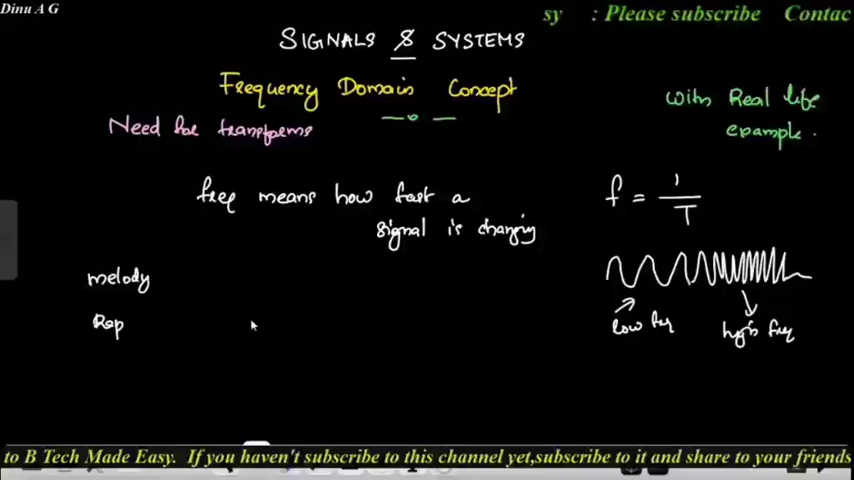 Dinu A G
sy : Please subscribe Contac
SIGNALS & SYSTEMS
Frequency Domain Concept
Need for transforms
With Real life
example.
freq means how fast a
signal is changing
f = 1/T
melody
Rap
low freq
high freq
to B Tech Made Easy. If you haven't subscribe to this channel yet,subscribe to it and share to your friends